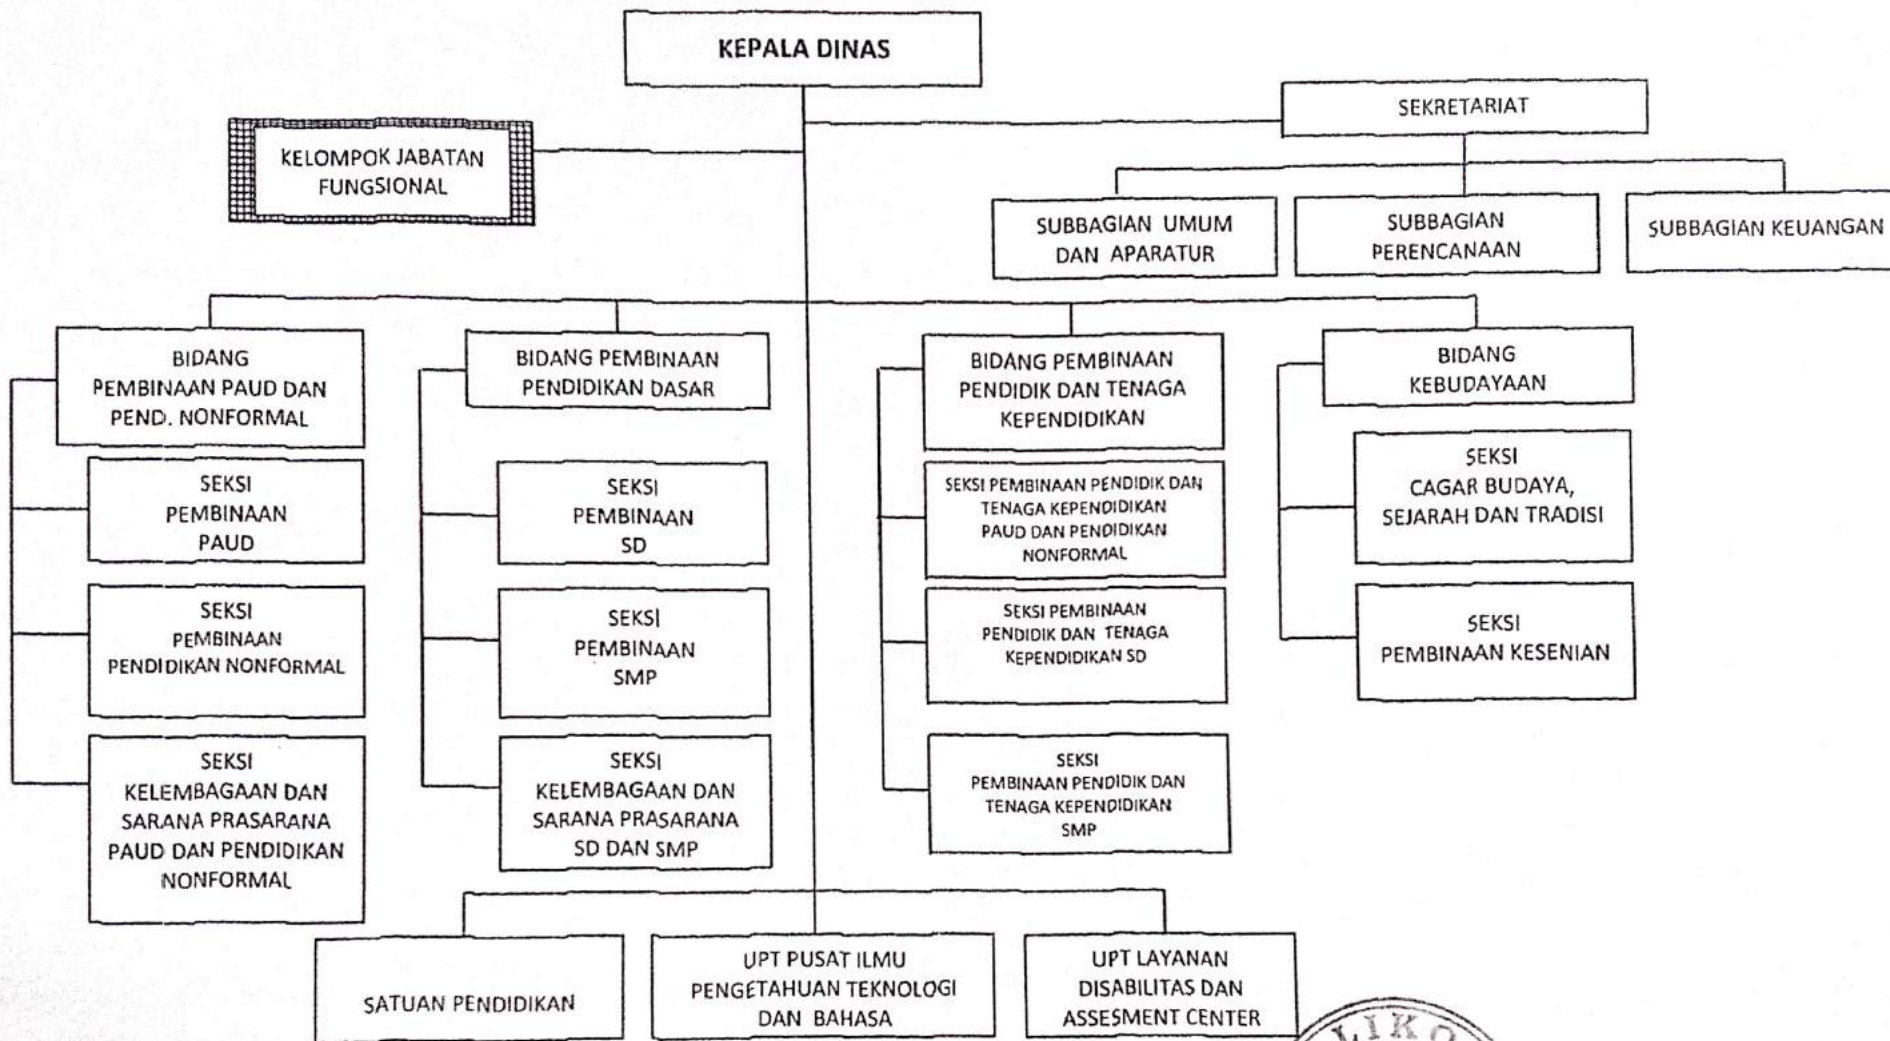 KEPALA DINAS
SEKRETARIAT
KELOMPOK JABATAN
FUNGSIONAL
SUBBAGIAN UMUM
DAN APARATUR
SUBBAGIAN
PERENCANAAN
SUBBAGIAN KEUANGAN
BIDANG
PEMBINAAN PAUD DAN
PEND. NONFORMAL
BIDANG PEMBINAAN
PENDIDIKAN DASAR
BIDANG PEMBINAAN
PENDIDIK DAN TENAGA
KEPENDIDIKAN
BIDANG
KEBUDAYAAN
SEKSI
PEMBINAAN
PAUD
SEKSI
PEMBINAAN
SD
SEKSI PEMBINAAN PENDIDIK DAN
TENAGA KEPENDIDIKAN
PAUD DAN PENDIDIKAN
NONFORMAL
SEKSI
CAGAR BUDAYA,
SEJARAH DAN TRADISI
SEKSI
PEMBINAAN
PENDIDIKAN NONFORMAL
SEKSI
PEMBINAAN
SMP
SEKSI PEMBINAAN
PENDIDIK DAN TENAGA
KEPENDIDIKAN SD
SEKSI
PEMBINAAN KESENIAN
SEKSI
KELEMBAGAAN DAN
SARANA PRASARANA
PAUD DAN PENDIDIKAN
NONFORMAL
SEKSI
KELEMBAGAAN DAN
SARANA PRASARANA
SD DAN SMP
SEKSI
PEMBINAAN PENDIDIK DAN
TENAGA KEPENDIDIKAN
SMP
SATUAN PENDIDIKAN
UPT PUSAT ILMU
PENGETAHUAN TEKNOLOGI
DAN BAHASA
UPT LAYANAN
DISABILITAS DAN
ASSESMENT CENTER